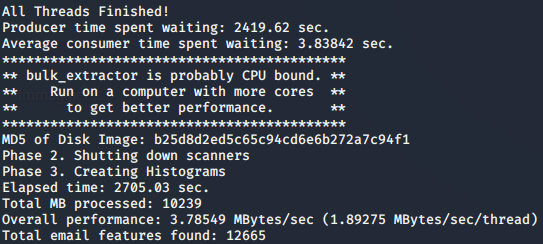 All Threads Finished!
Producer time spent waiting: 2419.62 sec.
Average consumer time spent waiting: 3.83842 sec.
*******************************************
** bulk_extractor is probably CPU bound. **
**    Run on a computer with more cores  **
**      to get better performance.       **
*******************************************
MD5 of Disk Image: b25d8d2ed5c65c94cd6e6b272a7c94f1
Phase 2. Shutting down scanners
Phase 3. Creating Histograms
Elapsed time: 2705.03 sec.
Total MB processed: 10239
Overall performance: 3.78549 MBytes/sec (1.89275 MBytes/sec/thread)
Total email features found: 12665